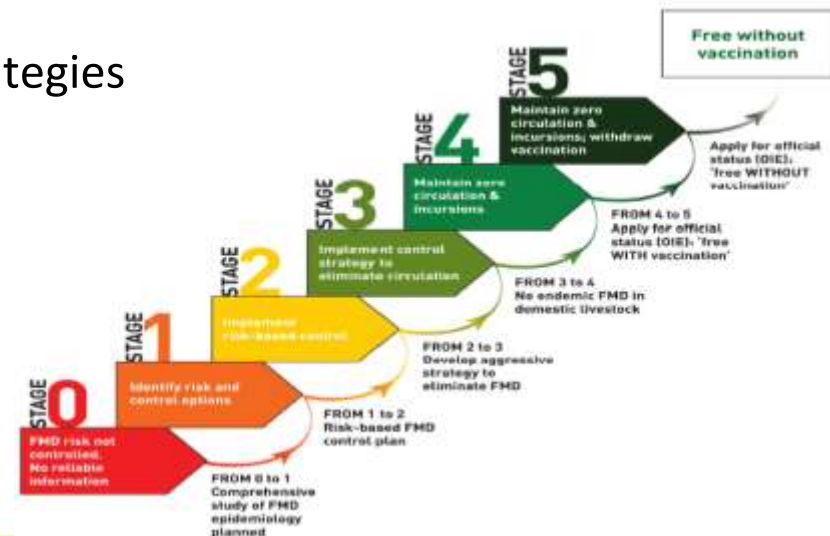 tegies
Free without
vaccination
STAGE
5
Maintain zero
circulation &
incursions; withdraw
vaccination
Apply for official
status (OIE):
'free WITHOUT
vaccination'
STAGE
4
Maintain zero
circulation &
incursions
FROM 4 to 5
Apply for official
status (OIE): 'free
WITH vaccination'
STAGE
3
Implement control
strategy to
eliminate circulation
FROM 3 to 4
No endemic FMD in
domestic livestock
STAGE
2
Implement
risk-based control
FROM 2 to 3
Develop aggressive
strategy to
eliminate FMD
STAGE
1
Identify risk and
control options
FROM 1 to 2
Risk-based FMD
control plan
STAGE
0
FMD risk not
controlled.
No reliable
information
FROM 0 to 1
Comprehensive
study of FMD
epidemiology
planned